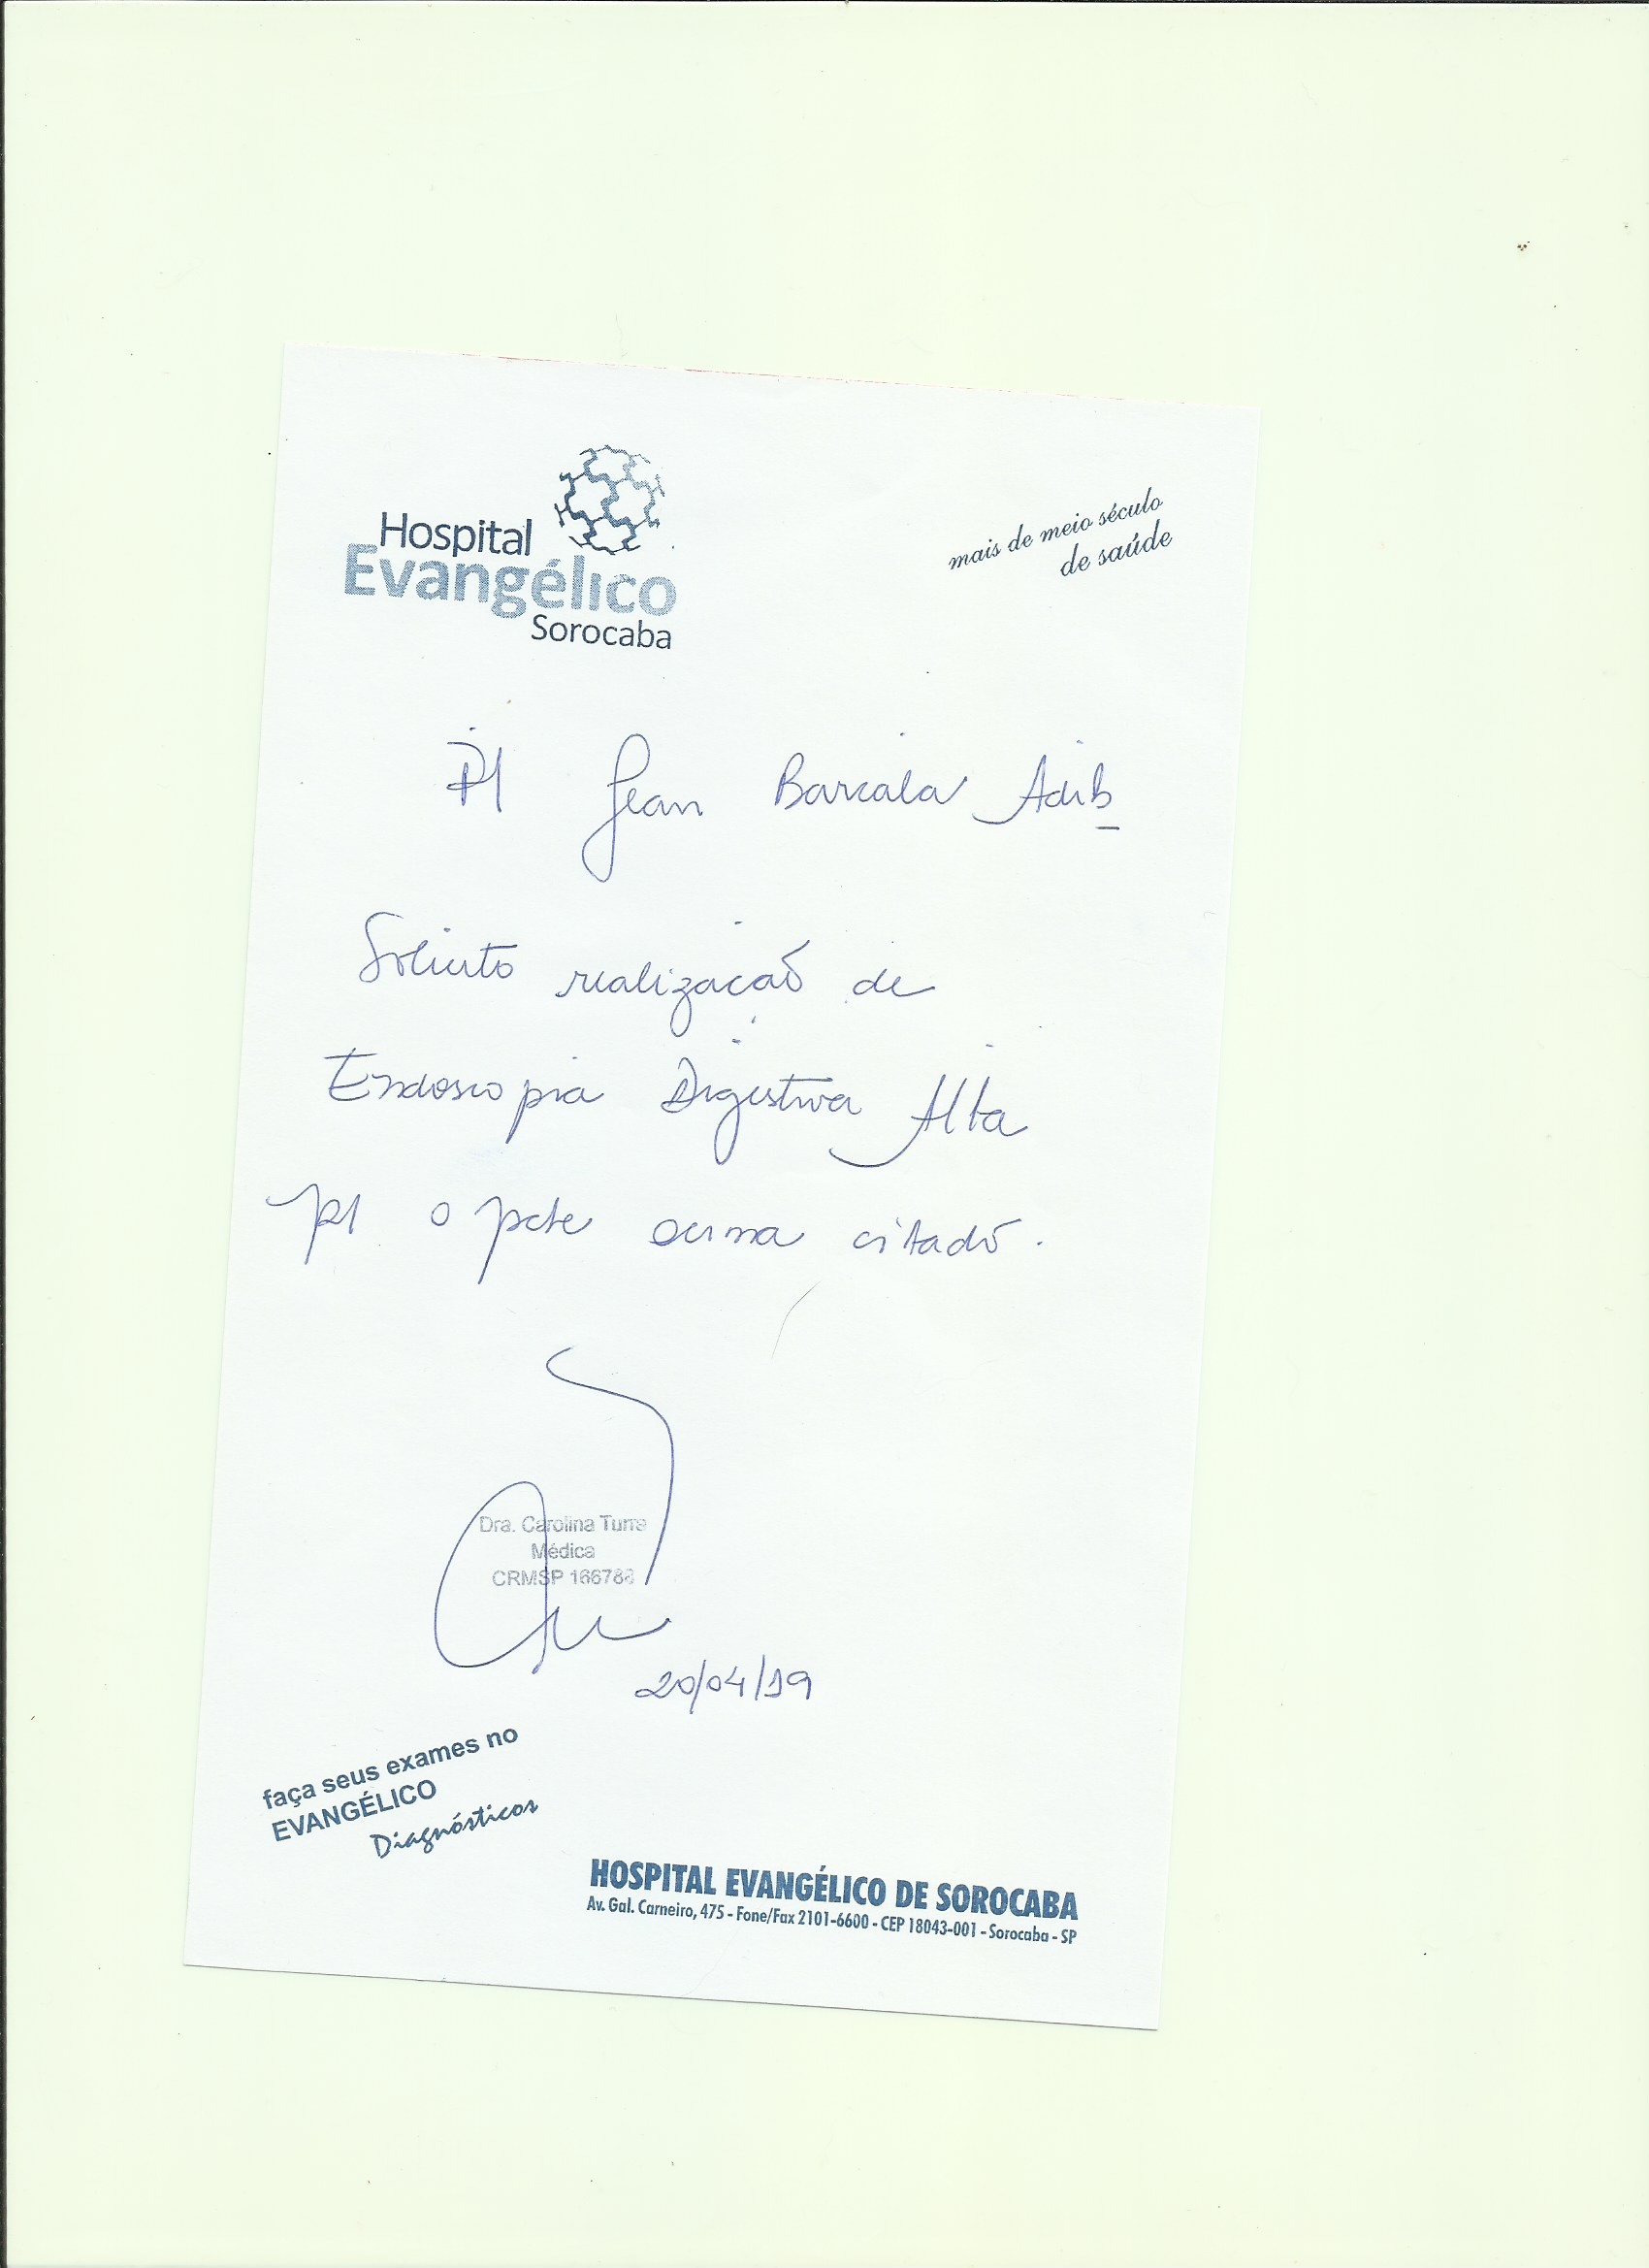 Hospital
Evangélico
Sorocaba
mais de meio século
de saúde
P/ Jean Barcala Adib
Solicito realização de
Endoscopia Digestiva Alta
p/ o pcte acima citado.
Dra. Carolina Turra
Médica
CRMSP 166788
20/04/19
faça seus exames no
EVANGÉLICO
Diagnósticos
HOSPITAL EVANGÉLICO DE SOROCABA
Av. Gal. Carneiro, 475 - Fone/Fax 2101-6600 - CEP 18043-001 - Sorocaba - SP